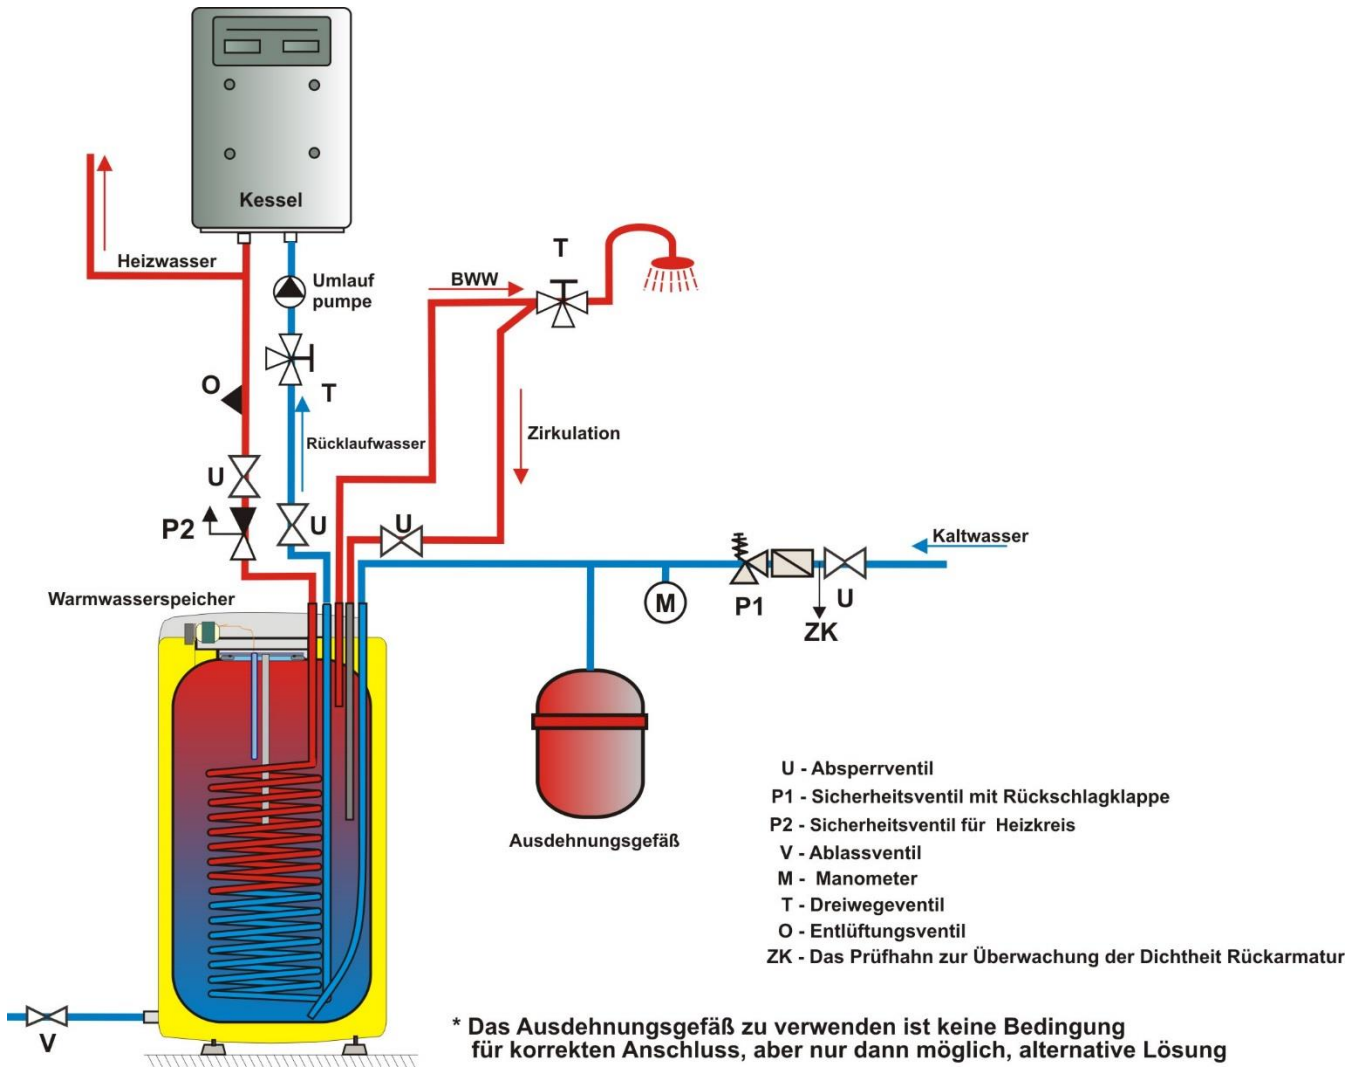 Kessel
Heizwasser
Umlauf
pumpe
T
BWW
O
T
Rücklaufwasser
Zirkulation
U
P2
U
U
Kaltwasser
Warmwasserspeicher
M
P1
U
ZK
Ausdehnungsgefäß
U - Absperrventil
P1 - Sicherheitsventil mit Rückschlagklappe
P2 - Sicherheitsventil für Heizkreis
V - Ablassventil
M - Manometer
T - Dreiwegeventil
O - Entlüftungsventil
ZK - Das Prüfhahn zur Überwachung der Dichtheit Rückarmatur
V
* Das Ausdehnungsgefäß zu verwenden ist keine Bedingung
für korrekten Anschluss, aber nur dann möglich, alternative Lösung